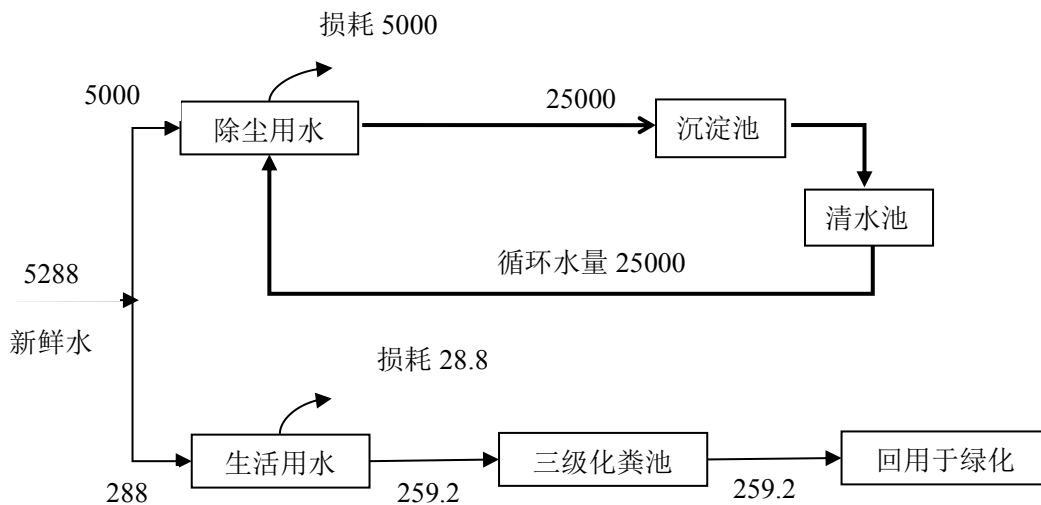 损耗 5000
5000
25000
除尘用水
沉淀池
清水池
循环水量 25000
5288
新鲜水
损耗 28.8
生活用水
三级化粪池
回用于绿化
288
259.2
259.2